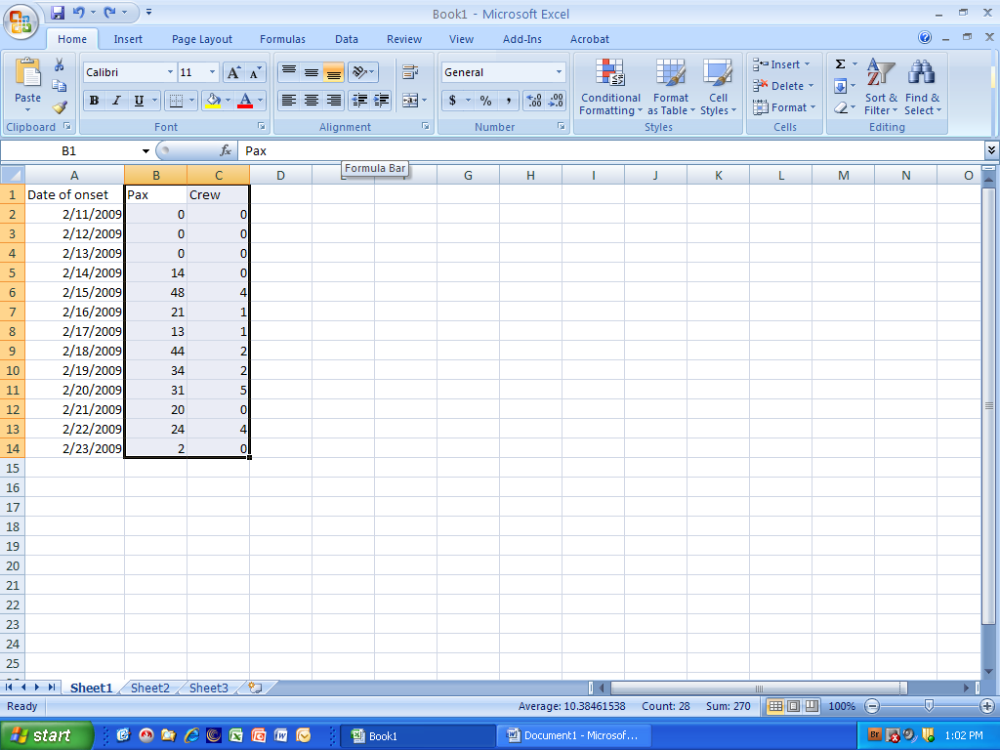 Book1 - Microsoft Excel
Home Insert Page Layout Formulas Data Review View Add-Ins Acrobat
Paste
Calibri 11 A A
B I U A
General
$ % , .0 .00 .00 .0
Conditional Formatting
Format as Table
Cell Styles
Insert
Delete
Format
Σ
Sort & Filter
Find & Select
Clipboard Font Alignment Number Styles Cells Editing
B1 fx Pax
Formula Bar
A B C D E F G H I J K L M N O
1 Date of onset Pax Crew
2 2/11/2009 0 0
3 2/12/2009 0 0
4 2/13/2009 0 0
5 2/14/2009 14 0
6 2/15/2009 48 4
7 2/16/2009 21 1
8 2/17/2009 13 1
9 2/18/2009 44 2
10 2/19/2009 34 2
11 2/20/2009 31 5
12 2/21/2009 20 0
13 2/22/2009 24 4
14 2/23/2009 2 0
15
16
17
18
19
20
21
22
23
24
25
Sheet1 Sheet2 Sheet3
Ready Average: 10.38461538 Count: 28 Sum: 270 100%
start Book1 Document1 - Microsof... Br 1:02 PM